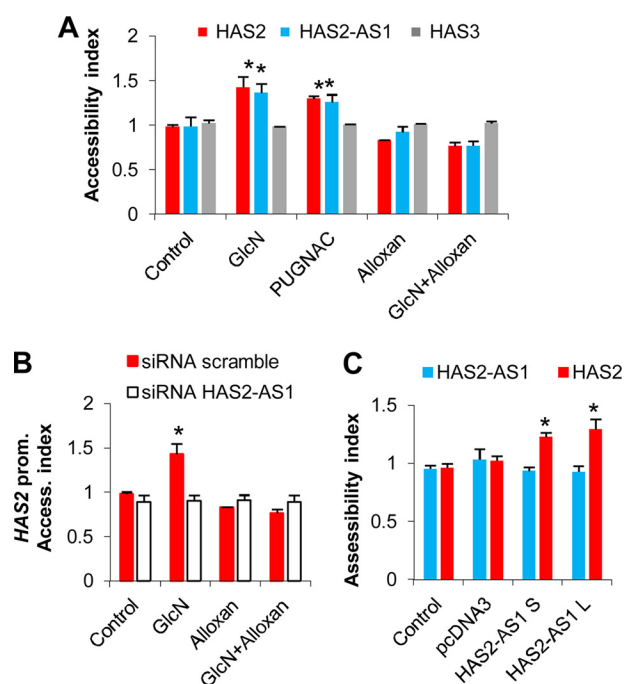 A
HAS2 HAS2-AS1 HAS3
Accessibility index
2
1.5
1
0.5
0
* *
**
Control
GlcN
PUGNAC
Alloxan
GlcN+Alloxan
B
siRNA scramble
siRNA HAS2-AS1
HAS2 prom.
Access. index
2
1.5
1
0.5
0
*
Control
GlcN
Alloxan
GlcN+Alloxan
C
HAS2-AS1 HAS2
Assessibility index
1.5
1
0.5
0
*
*
Control
pcDNA3
HAS2-AS1 S
HAS2-AS1 L